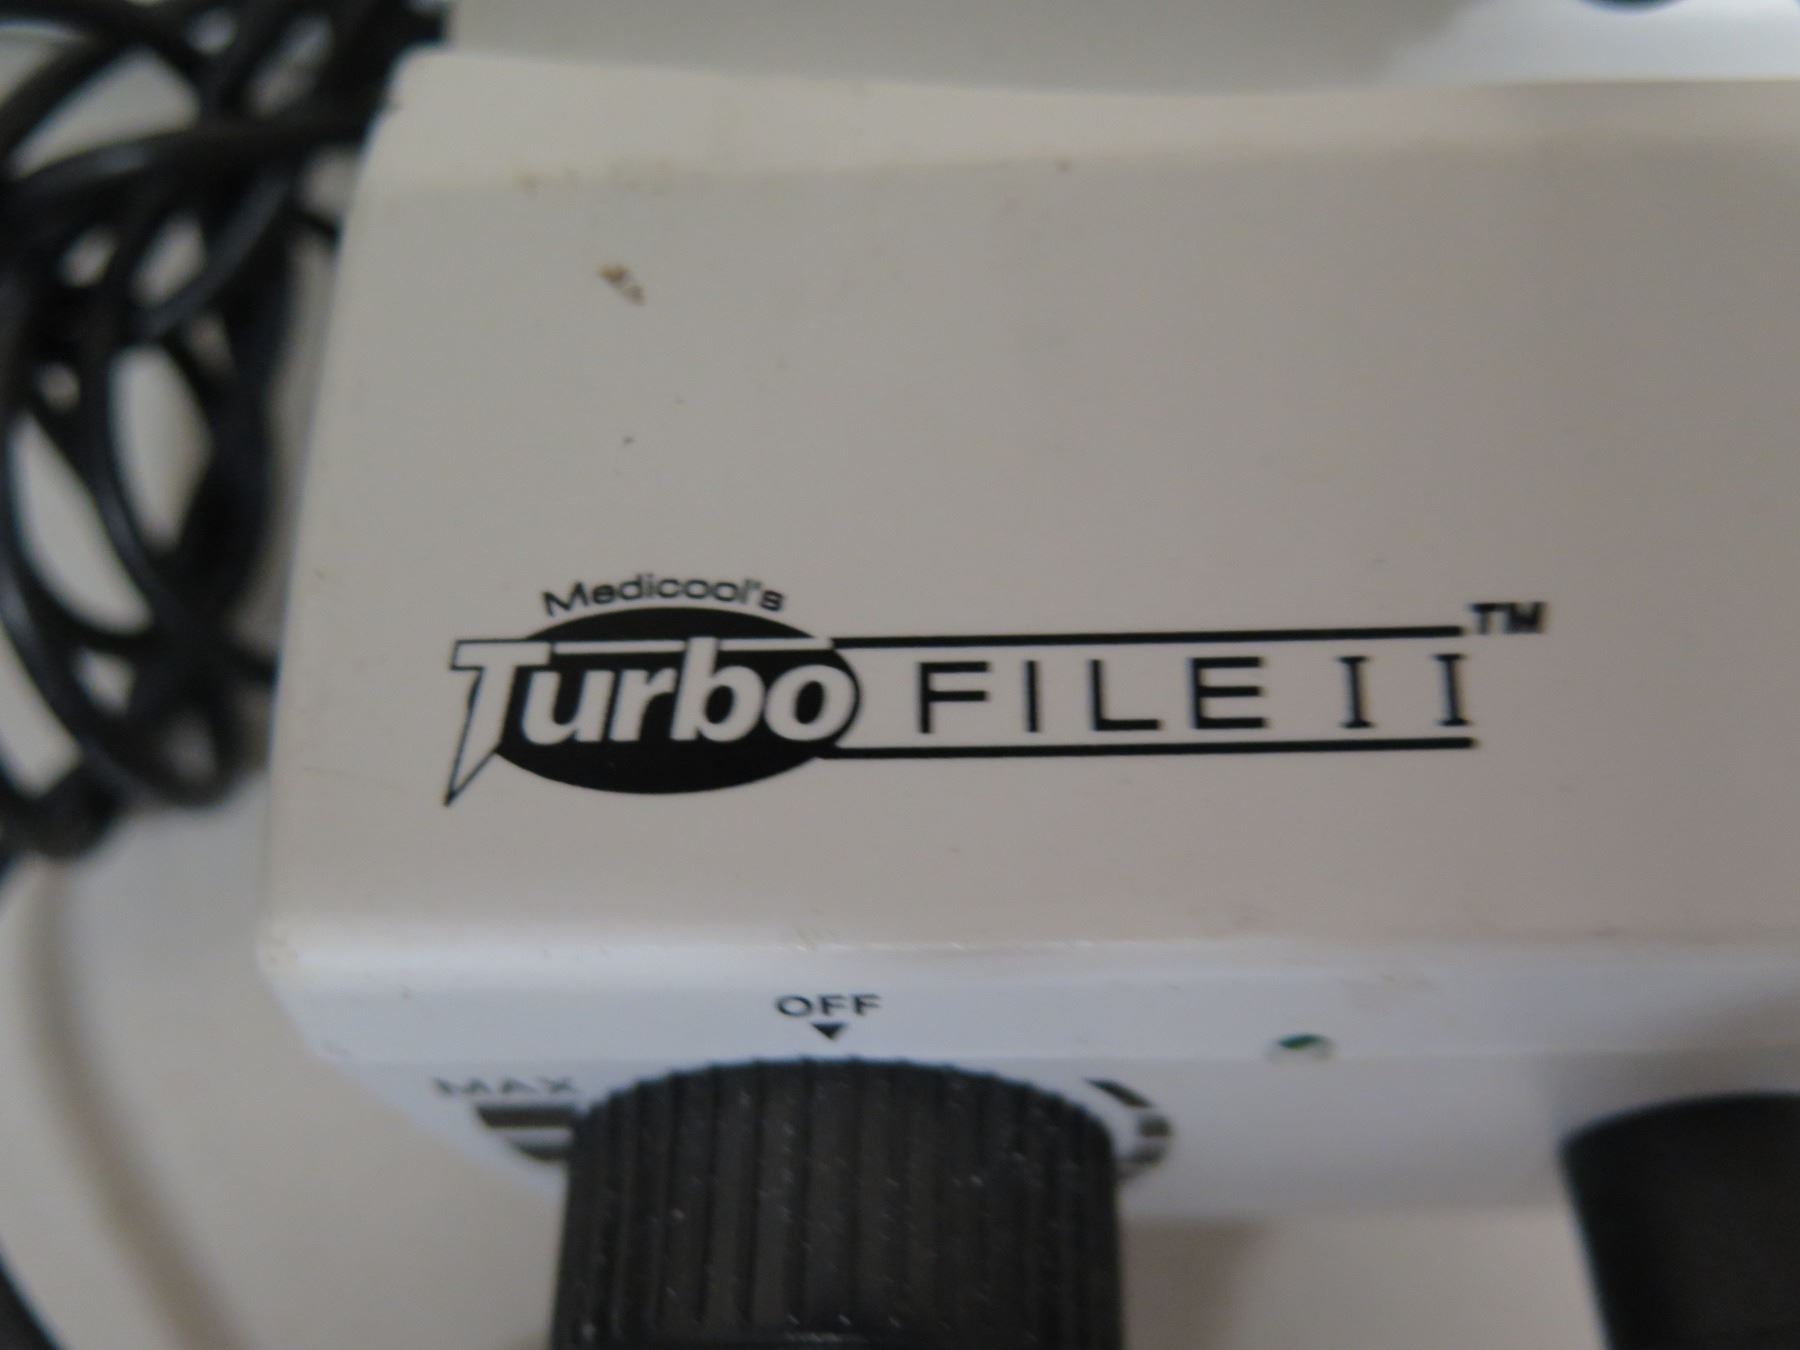 Medicool's
Turbo FILE II™
OFF
MAX